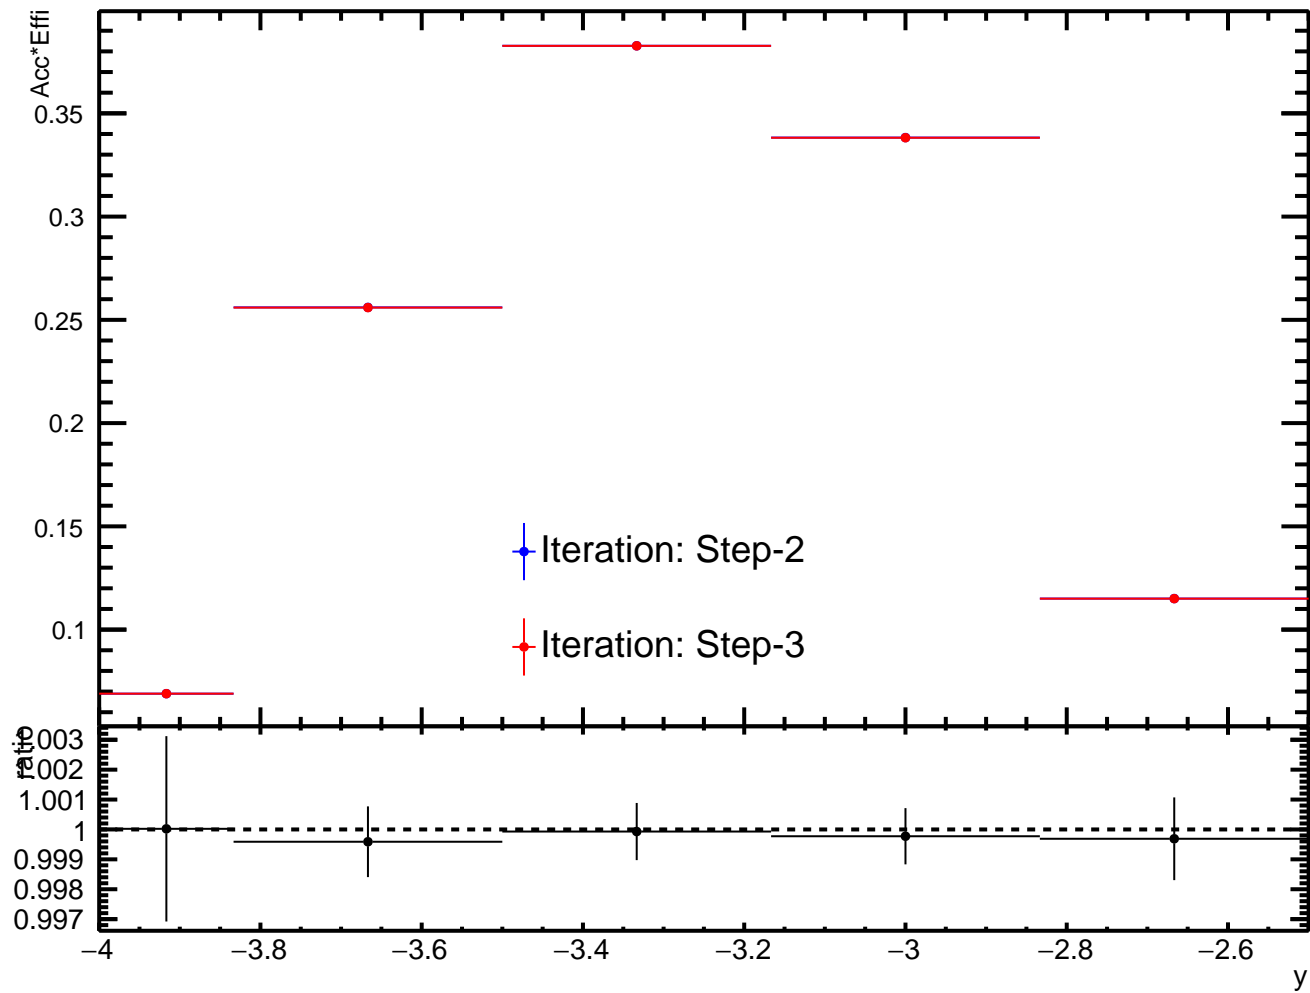 Acc*Effi
0.35
0.3
0.25
0.2
0.15
0.1
Iteration: Step-2
Iteration: Step-3
ratio
1.003
1.002
1.001
1
0.999
0.998
0.997
−4 −3.8 −3.6 −3.4 −3.2 −3 −2.8 −2.6
y